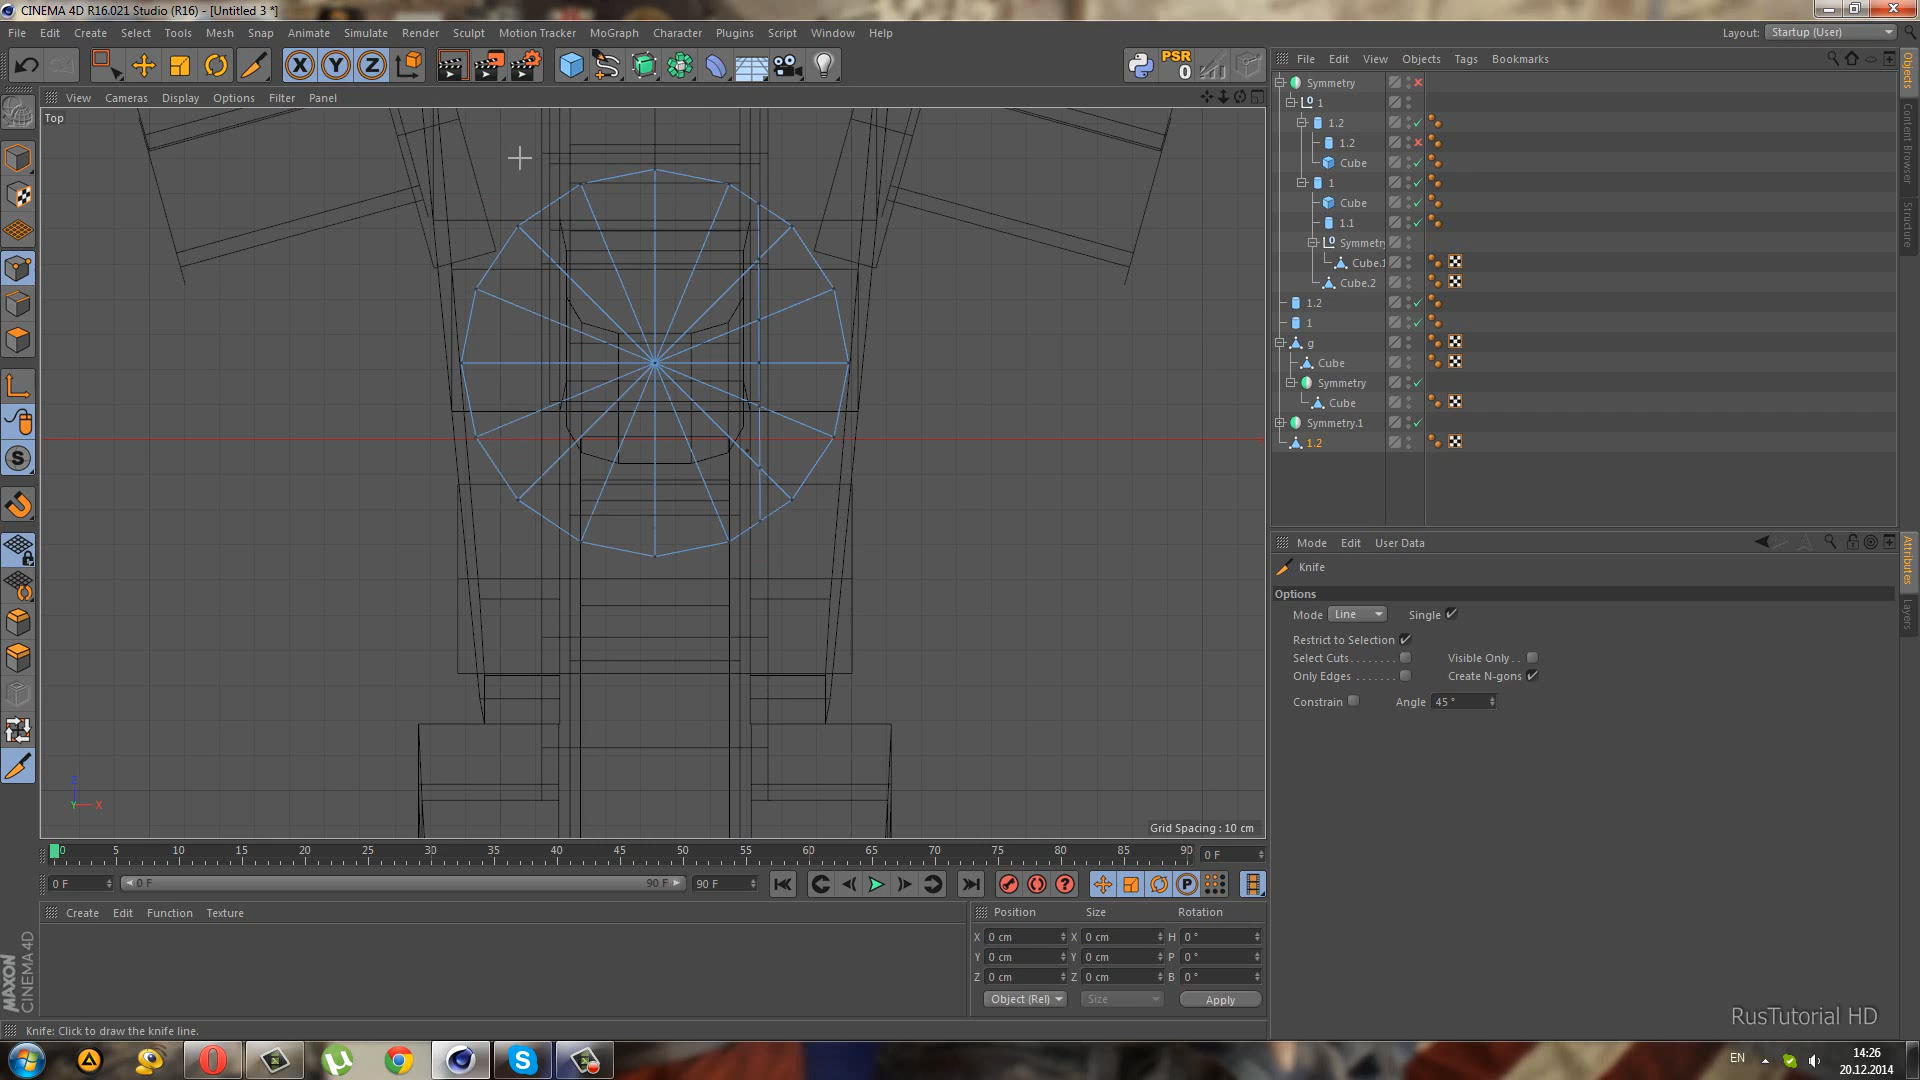 CINEMA 4D R16.021 Studio (R16) - [Untitled 3 *]
File Edit Create Select Tools Mesh Snap Animate Simulate Render Sculpt Motion Tracker MoGraph Character Plugins Script Window Help
Layout: Startup (User)
PSR
0
File Edit View Objects Tags Bookmarks
View Cameras Display Options Filter Panel
Top
Symmetry
1
1.2
1.2
Cube
1
Cube
1.1
Symmetry
Cube.1
Cube.2
1.2
1
g
Cube
Symmetry
Cube
Symmetry.1
1.2
Objects
Content Browser
Structure
Mode Edit User Data
Knife
Options
Mode Line Single
Restrict to Selection
Select Cuts Visible Only
Only Edges Create N-gons
Constrain Angle 45 °
Attributes
Layers
Z
Y X
Grid Spacing : 10 cm
0 5 10 15 20 25 30 35 40 45 50 55 60 65 70 75 80 85 90 0 F
0 F 0 F 90 F 90 F
Create Edit Function Texture
Position Size Rotation
X 0 cm X 0 cm H 0 °
Y 0 cm Y 0 cm P 0 °
Z 0 cm Z 0 cm B 0 °
Object (Rel) Size Apply
MAXON
CINEMA 4D
Knife: Click to draw the knife line.
RusTutorial HD
EN
14:26
20.12.2014